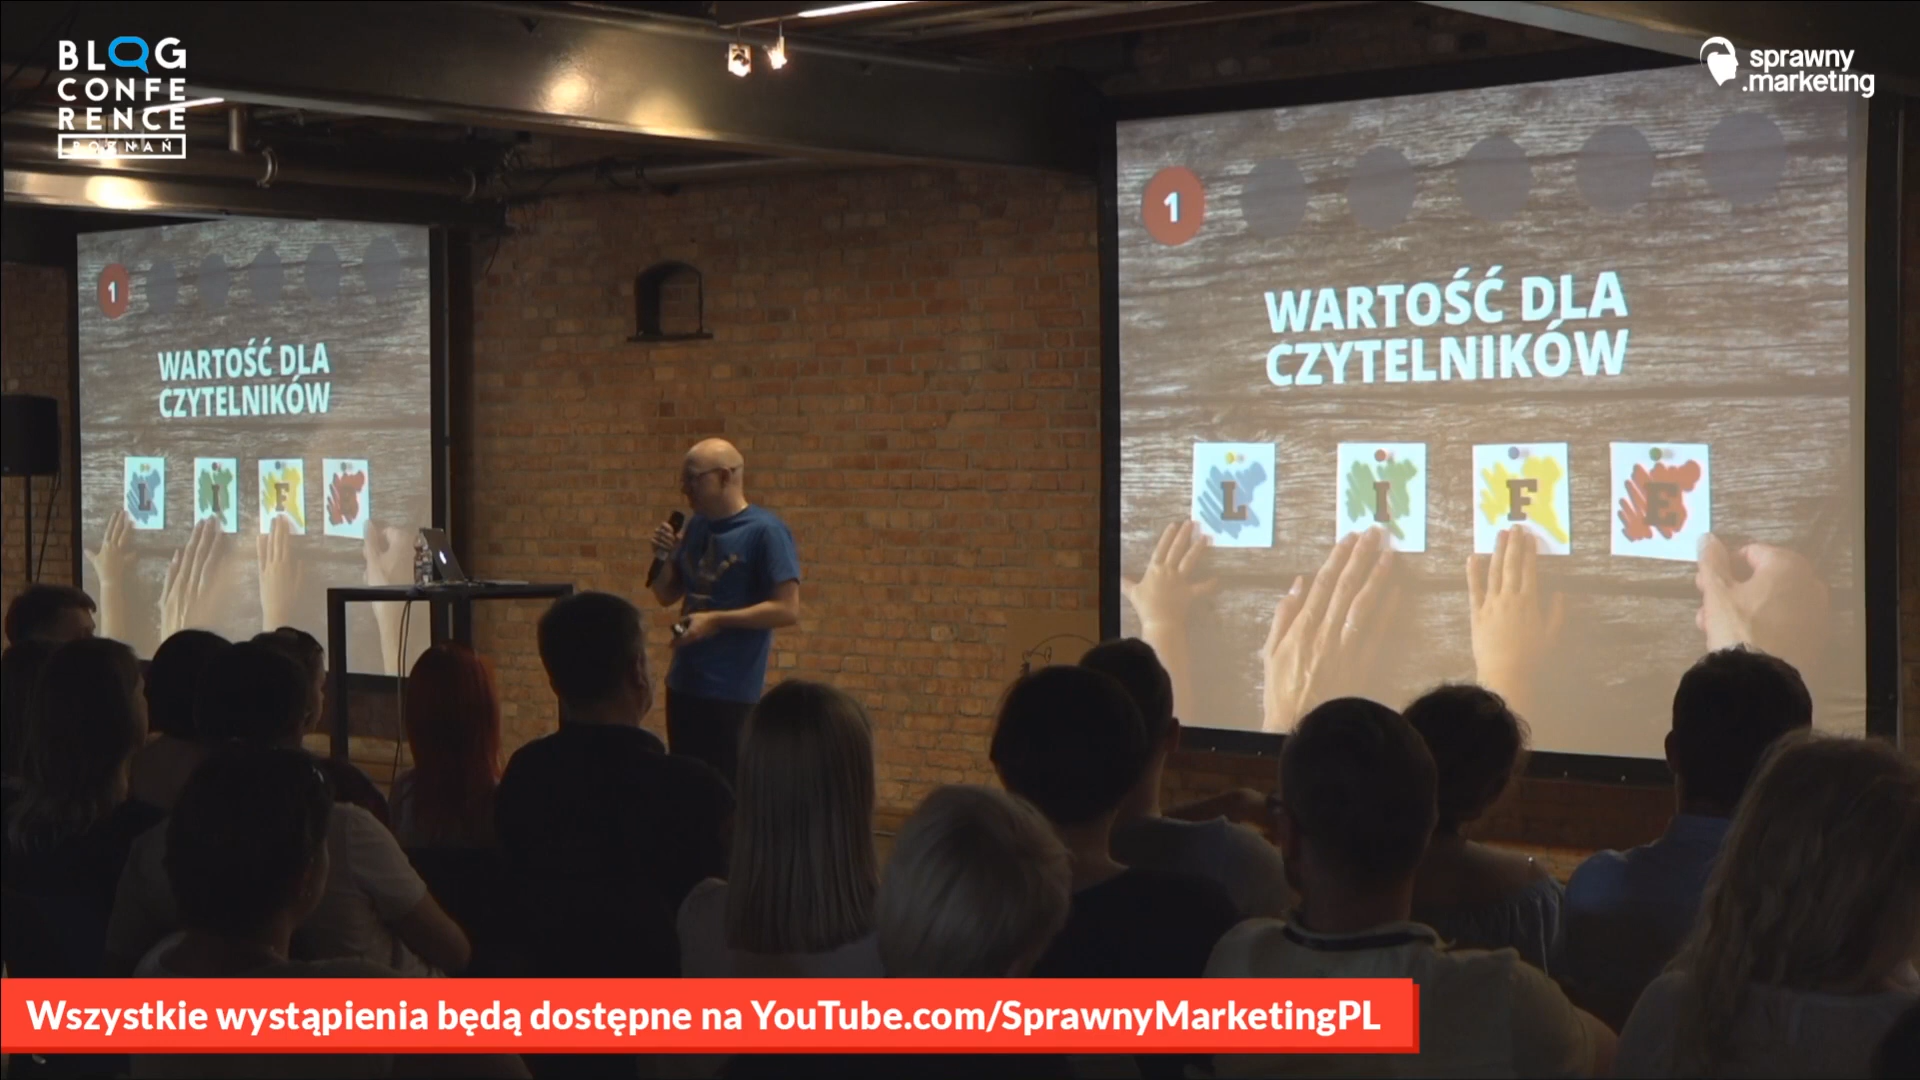 BLOG
CONFE
RENCE
POZNAŃ
sprawny
.marketing
1
WARTOŚĆ DLA
CZYTELNIKÓW
L I F E
1
WARTOŚĆ DLA
CZYTELNIKÓW
L I F E
Wszystkie wystąpienia będą dostępne na YouTube.com/SprawnyMarketingPL